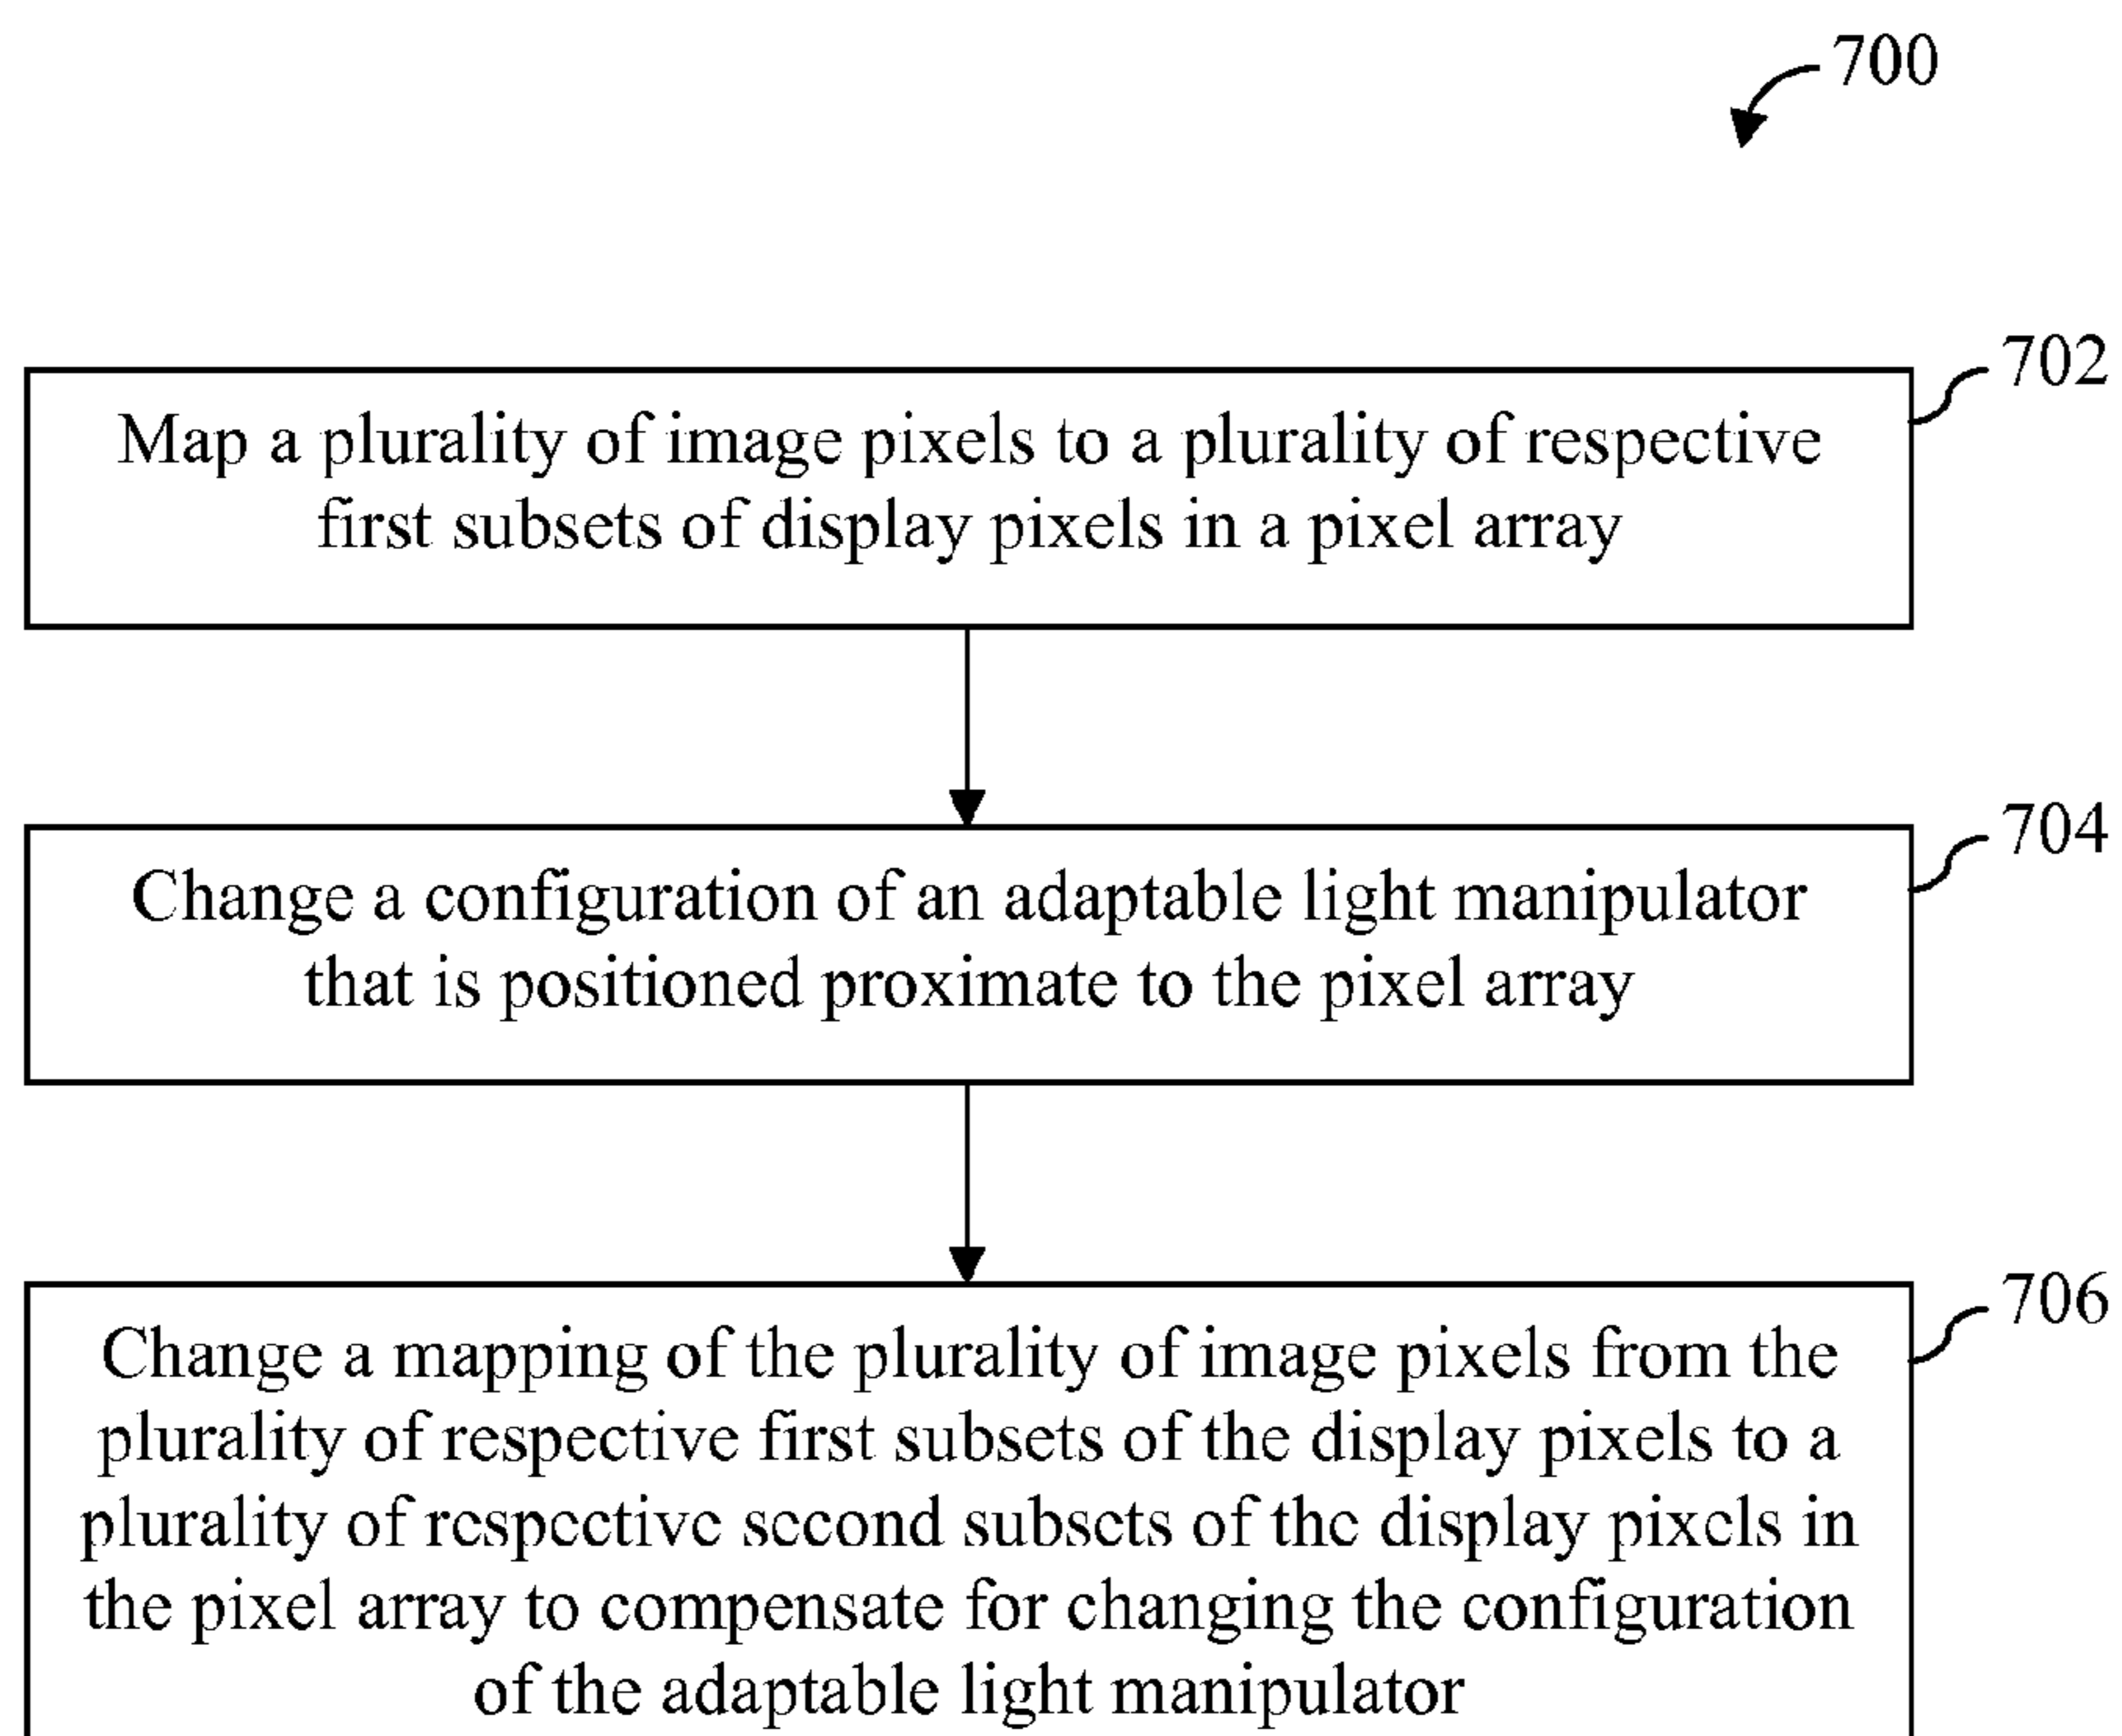 700
702
Map a plurality of image pixels to a plurality of respective
first subsets of display pixels in a pixel array
704
Change a configuration of an adaptable light manipulator
that is positioned proximate to the pixel array
706
Change a mapping of the plurality of image pixels from the
plurality of respective first subsets of the display pixels to a
plurality of respective second subsets of the display pixels in
the pixel array to compensate for changing the configuration
of the adaptable light manipulator